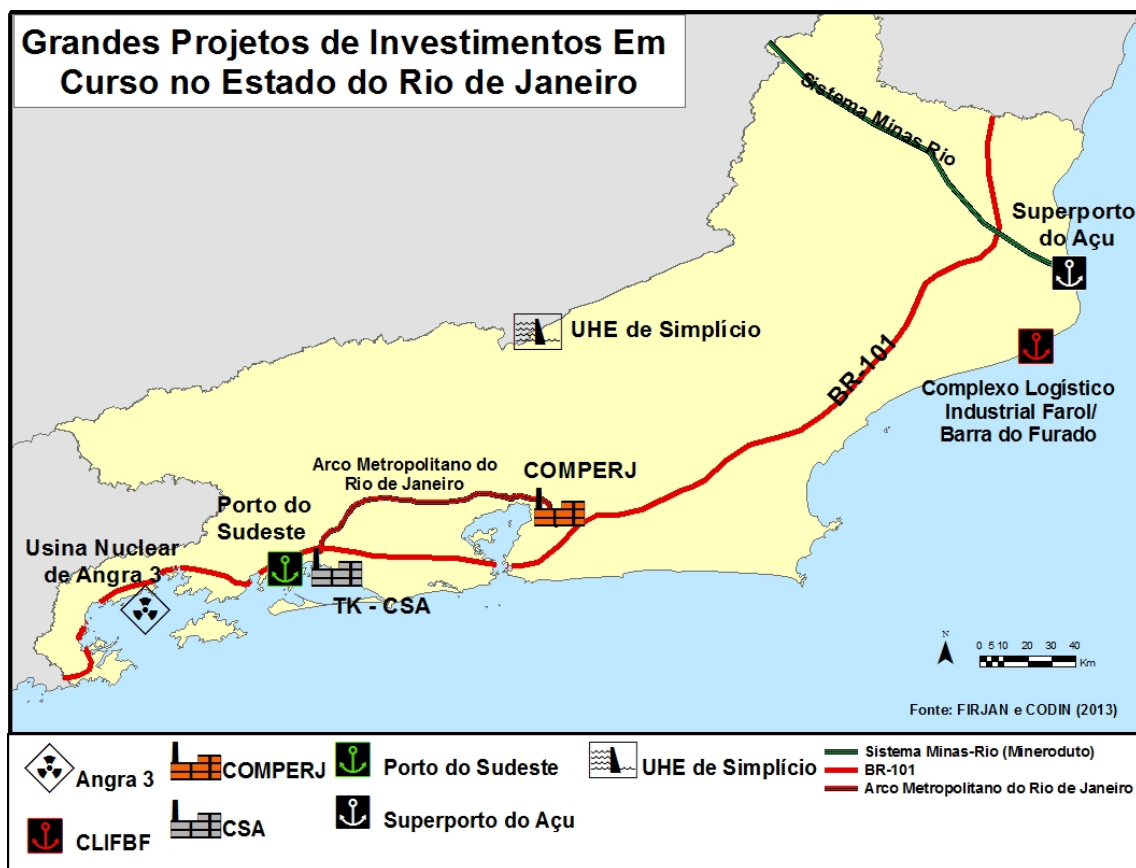 Grandes Projetos de Investimentos Em
Curso no Estado do Rio de Janeiro
Sistema Minas Rio
Superporto
do Açu
UHE de Simplício
BR-101
Complexo Logístico
Industrial Farol/
Barra do Furado
Arco Metropolitano do
Rio de Janeiro
COMPERJ
Porto do
Sudeste
Usina Nuclear
de Angra 3
TK - CSA
N
0 5 10 20 30 40
Km
Fonte: FIRJAN e CODIN (2013)
Angra 3
COMPERJ
Porto do Sudeste
UHE de Simplício
Sistema Minas-Rio (Mineroduto)
BR-101
Arco Metropolitano do Rio de Janeiro
CLIFBF
CSA
Superporto do Açu